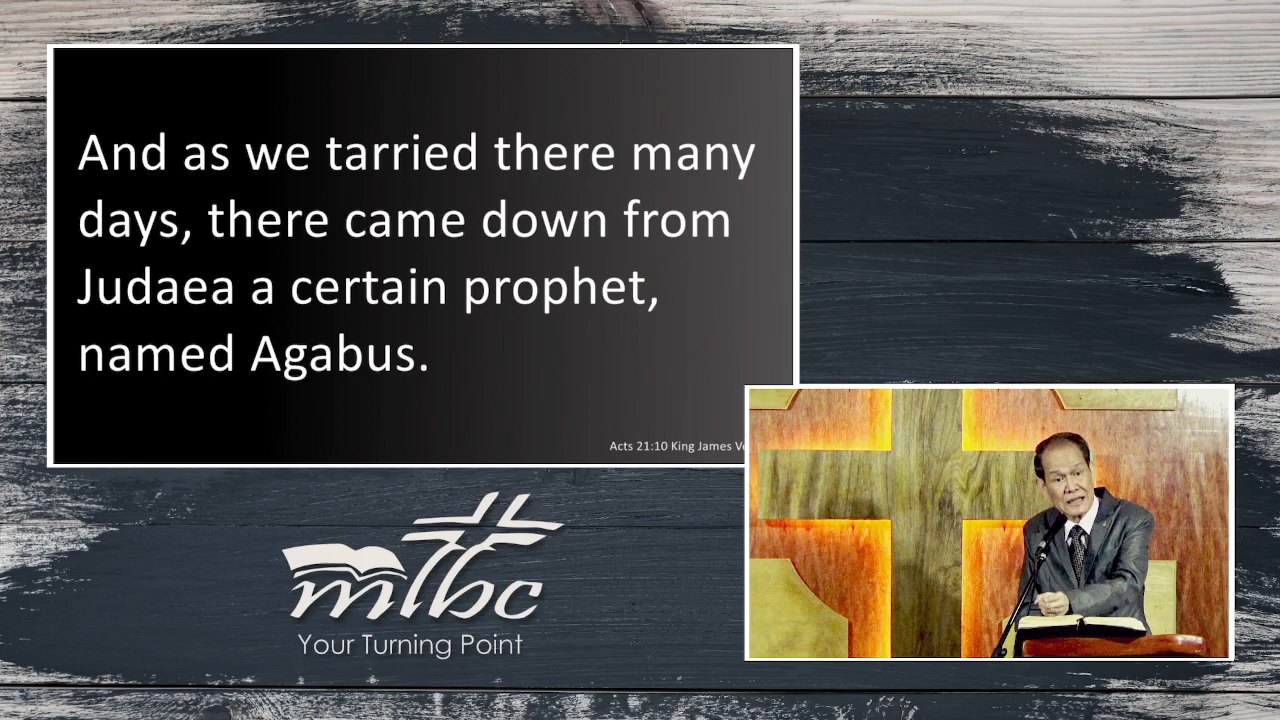 And as we tarried there many
days, there came down from
Judaea a certain prophet,
named Agabus.
Acts 21:10 King James
mlbc
Your Turning Point